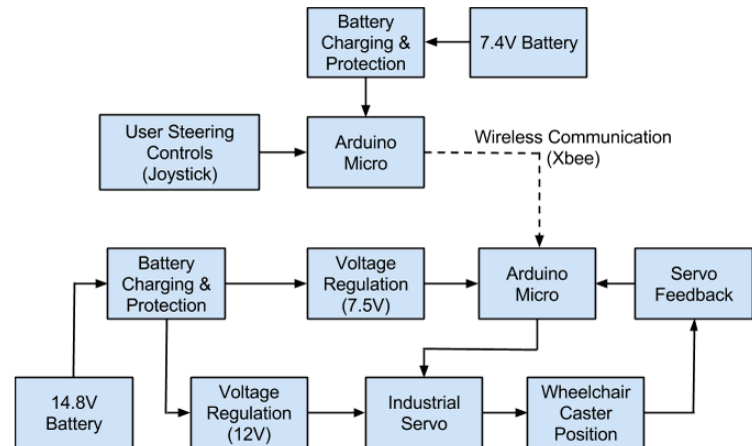 Battery
Charging &
Protection
7.4V Battery
User Steering
Controls
(Joystick)
Arduino
Micro
Wireless Communication
(Xbee)
Battery
Charging &
Protection
Voltage
Regulation
(7.5V)
Arduino
Micro
Servo
Feedback
14.8V
Battery
Voltage
Regulation
(12V)
Industrial
Servo
Wheelchair
Caster
Position